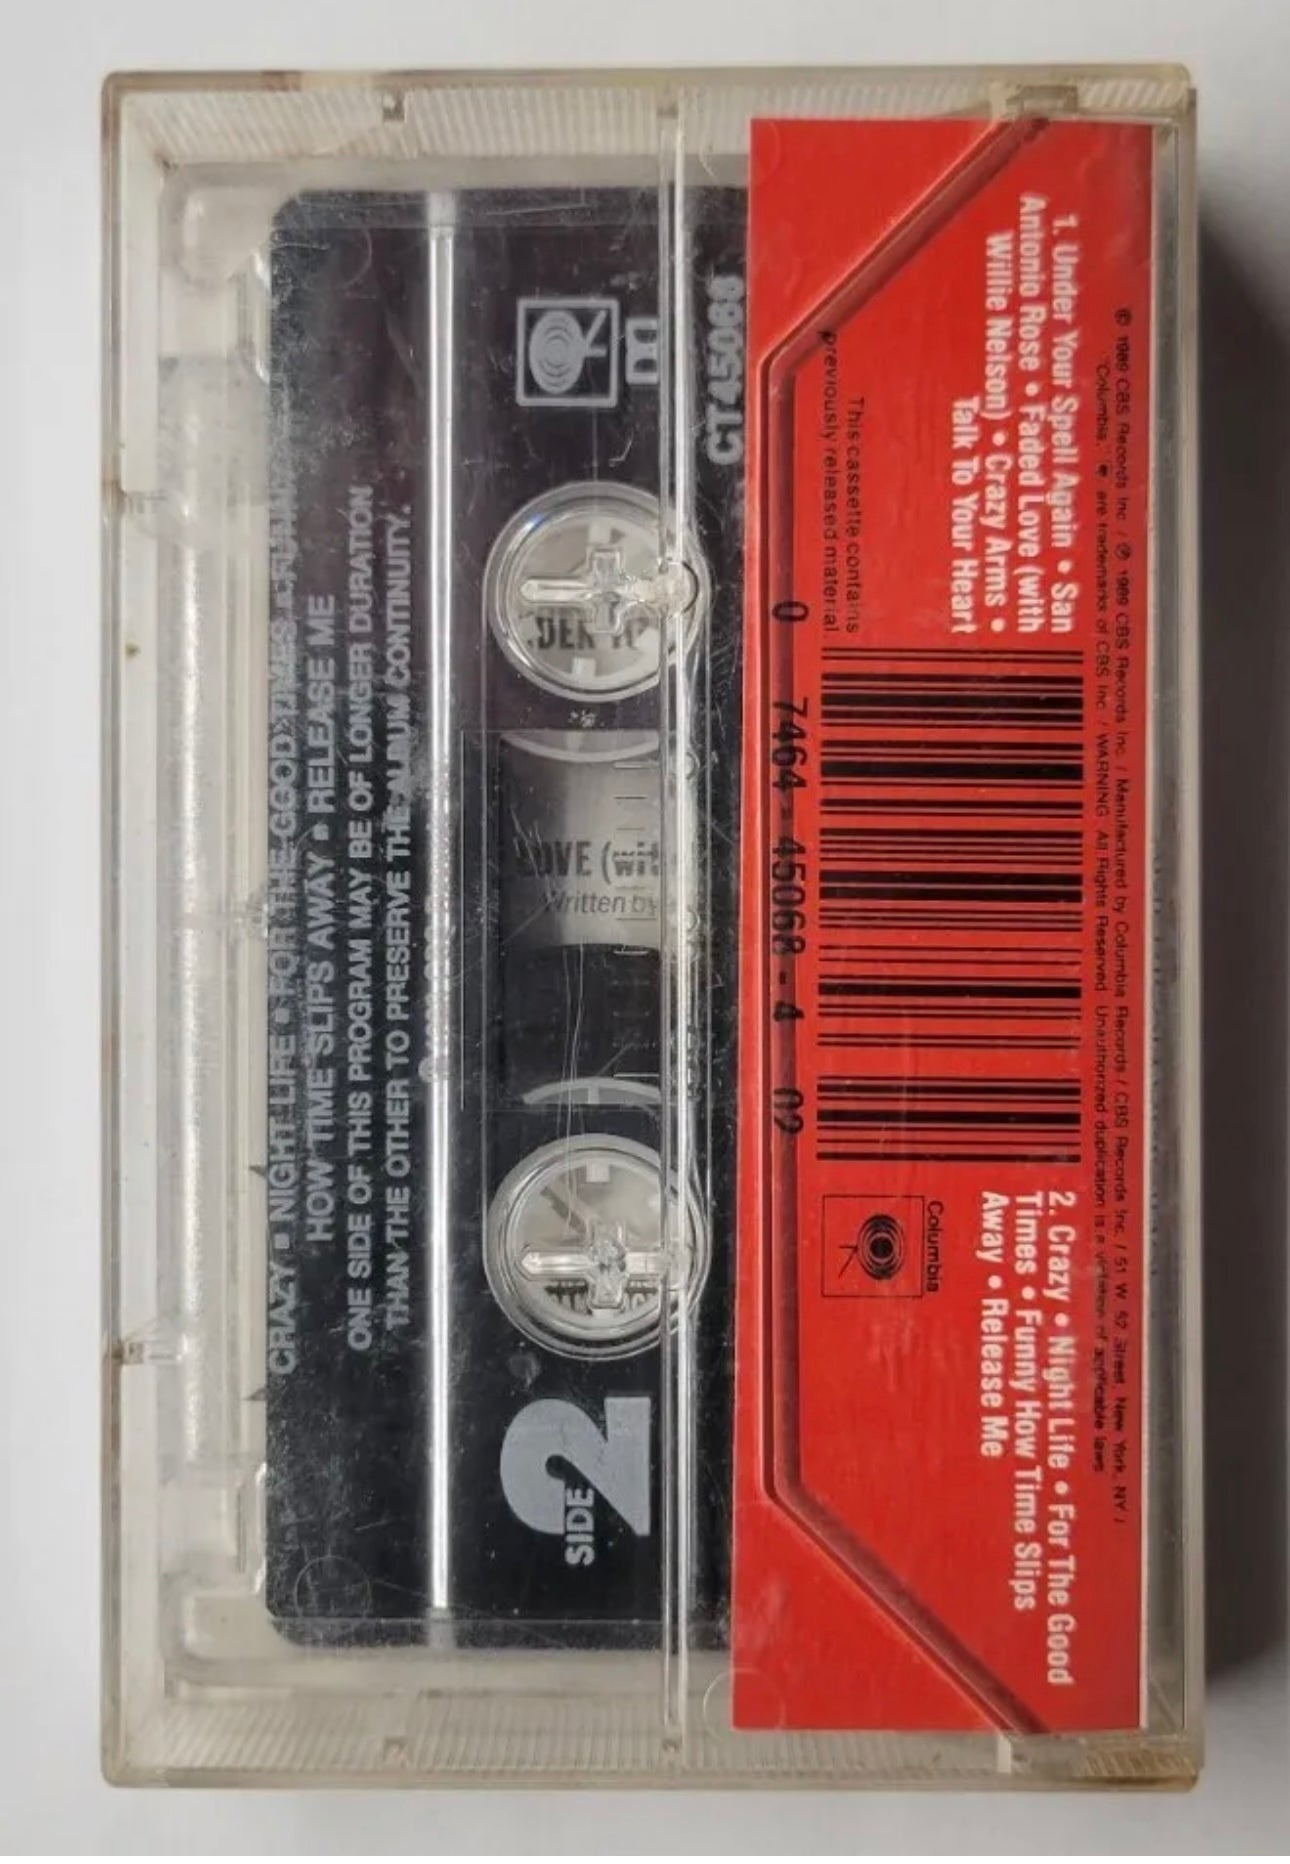 1. Under Your Spell Again • San
Antonio Rose • Faded Love (with
Willie Nelson) • Crazy Arms •
Talk To Your Heart
This cassette contains
previously released material.
0 7464-45068-4 02
Columbia
2. Crazy • Night Life • For The Good
Times • Funny How Time Slips
Away • Release Me
© 1989 CBS Records Inc. / ℗ 1989 CBS Records Inc. / Manufactured by Columbia Records / CBS Records Inc. / 51 W. 52 Street, New York, NY /
"Columbia," are trademarks of CBS Inc. / WARNING: All Rights Reserved. Unauthorized duplication is a violation of applicable laws.
CT45068
SIDE 2
DER YO
LOVE (with
Written by
CRAZY ▪ NIGHT LIFE ▪ FOR THE GOOD TIMES
HOW TIME SLIPS AWAY ▪ RELEASE ME
ONE SIDE OF THIS PROGRAM MAY BE OF LONGER DURATION
THAN THE OTHER TO PRESERVE THE ALBUM CONTINUITY.